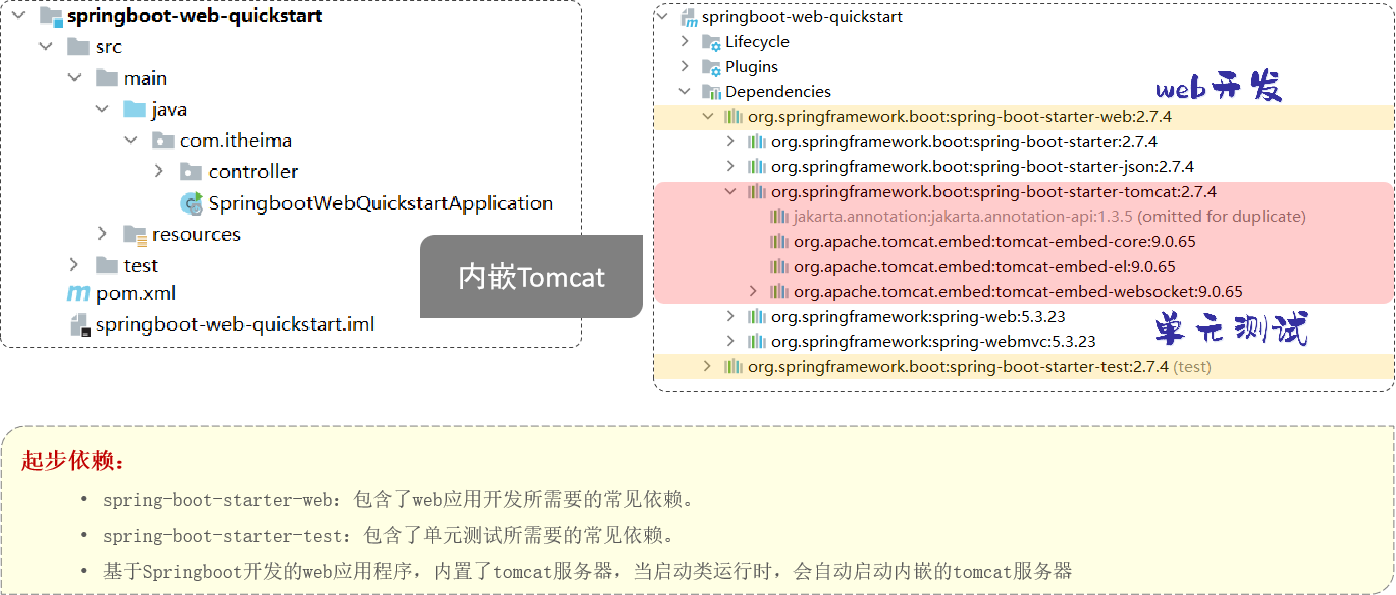 springboot-web-quickstart
src
main
java
com.itheima
controller
SpringbootWebQuickstartApplication
resources
test
pom.xml
springboot-web-quickstart.iml
内嵌Tomcat
springboot-web-quickstart
Lifecycle
Plugins
Dependencies
web开发
org.springframework.boot:spring-boot-starter-web:2.7.4
org.springframework.boot:spring-boot-starter:2.7.4
org.springframework.boot:spring-boot-starter-json:2.7.4
org.springframework.boot:spring-boot-starter-tomcat:2.7.4
jakarta.annotation:jakarta.annotation-api:1.3.5 (omitted for duplicate)
org.apache.tomcat.embed:tomcat-embed-core:9.0.65
org.apache.tomcat.embed:tomcat-embed-el:9.0.65
org.apache.tomcat.embed:tomcat-embed-websocket:9.0.65
org.springframework:spring-web:5.3.23
org.springframework:spring-webmvc:5.3.23
单元测试
org.springframework.boot:spring-boot-starter-test:2.7.4 (test)
起步依赖：
• spring-boot-starter-web：包含了web应用开发所需要的常见依赖。
• spring-boot-starter-test：包含了单元测试所需要的常见依赖。
• 基于Springboot开发的web应用程序，内置了tomcat服务器，当启动类运行时，会自动启动内嵌的tomcat服务器